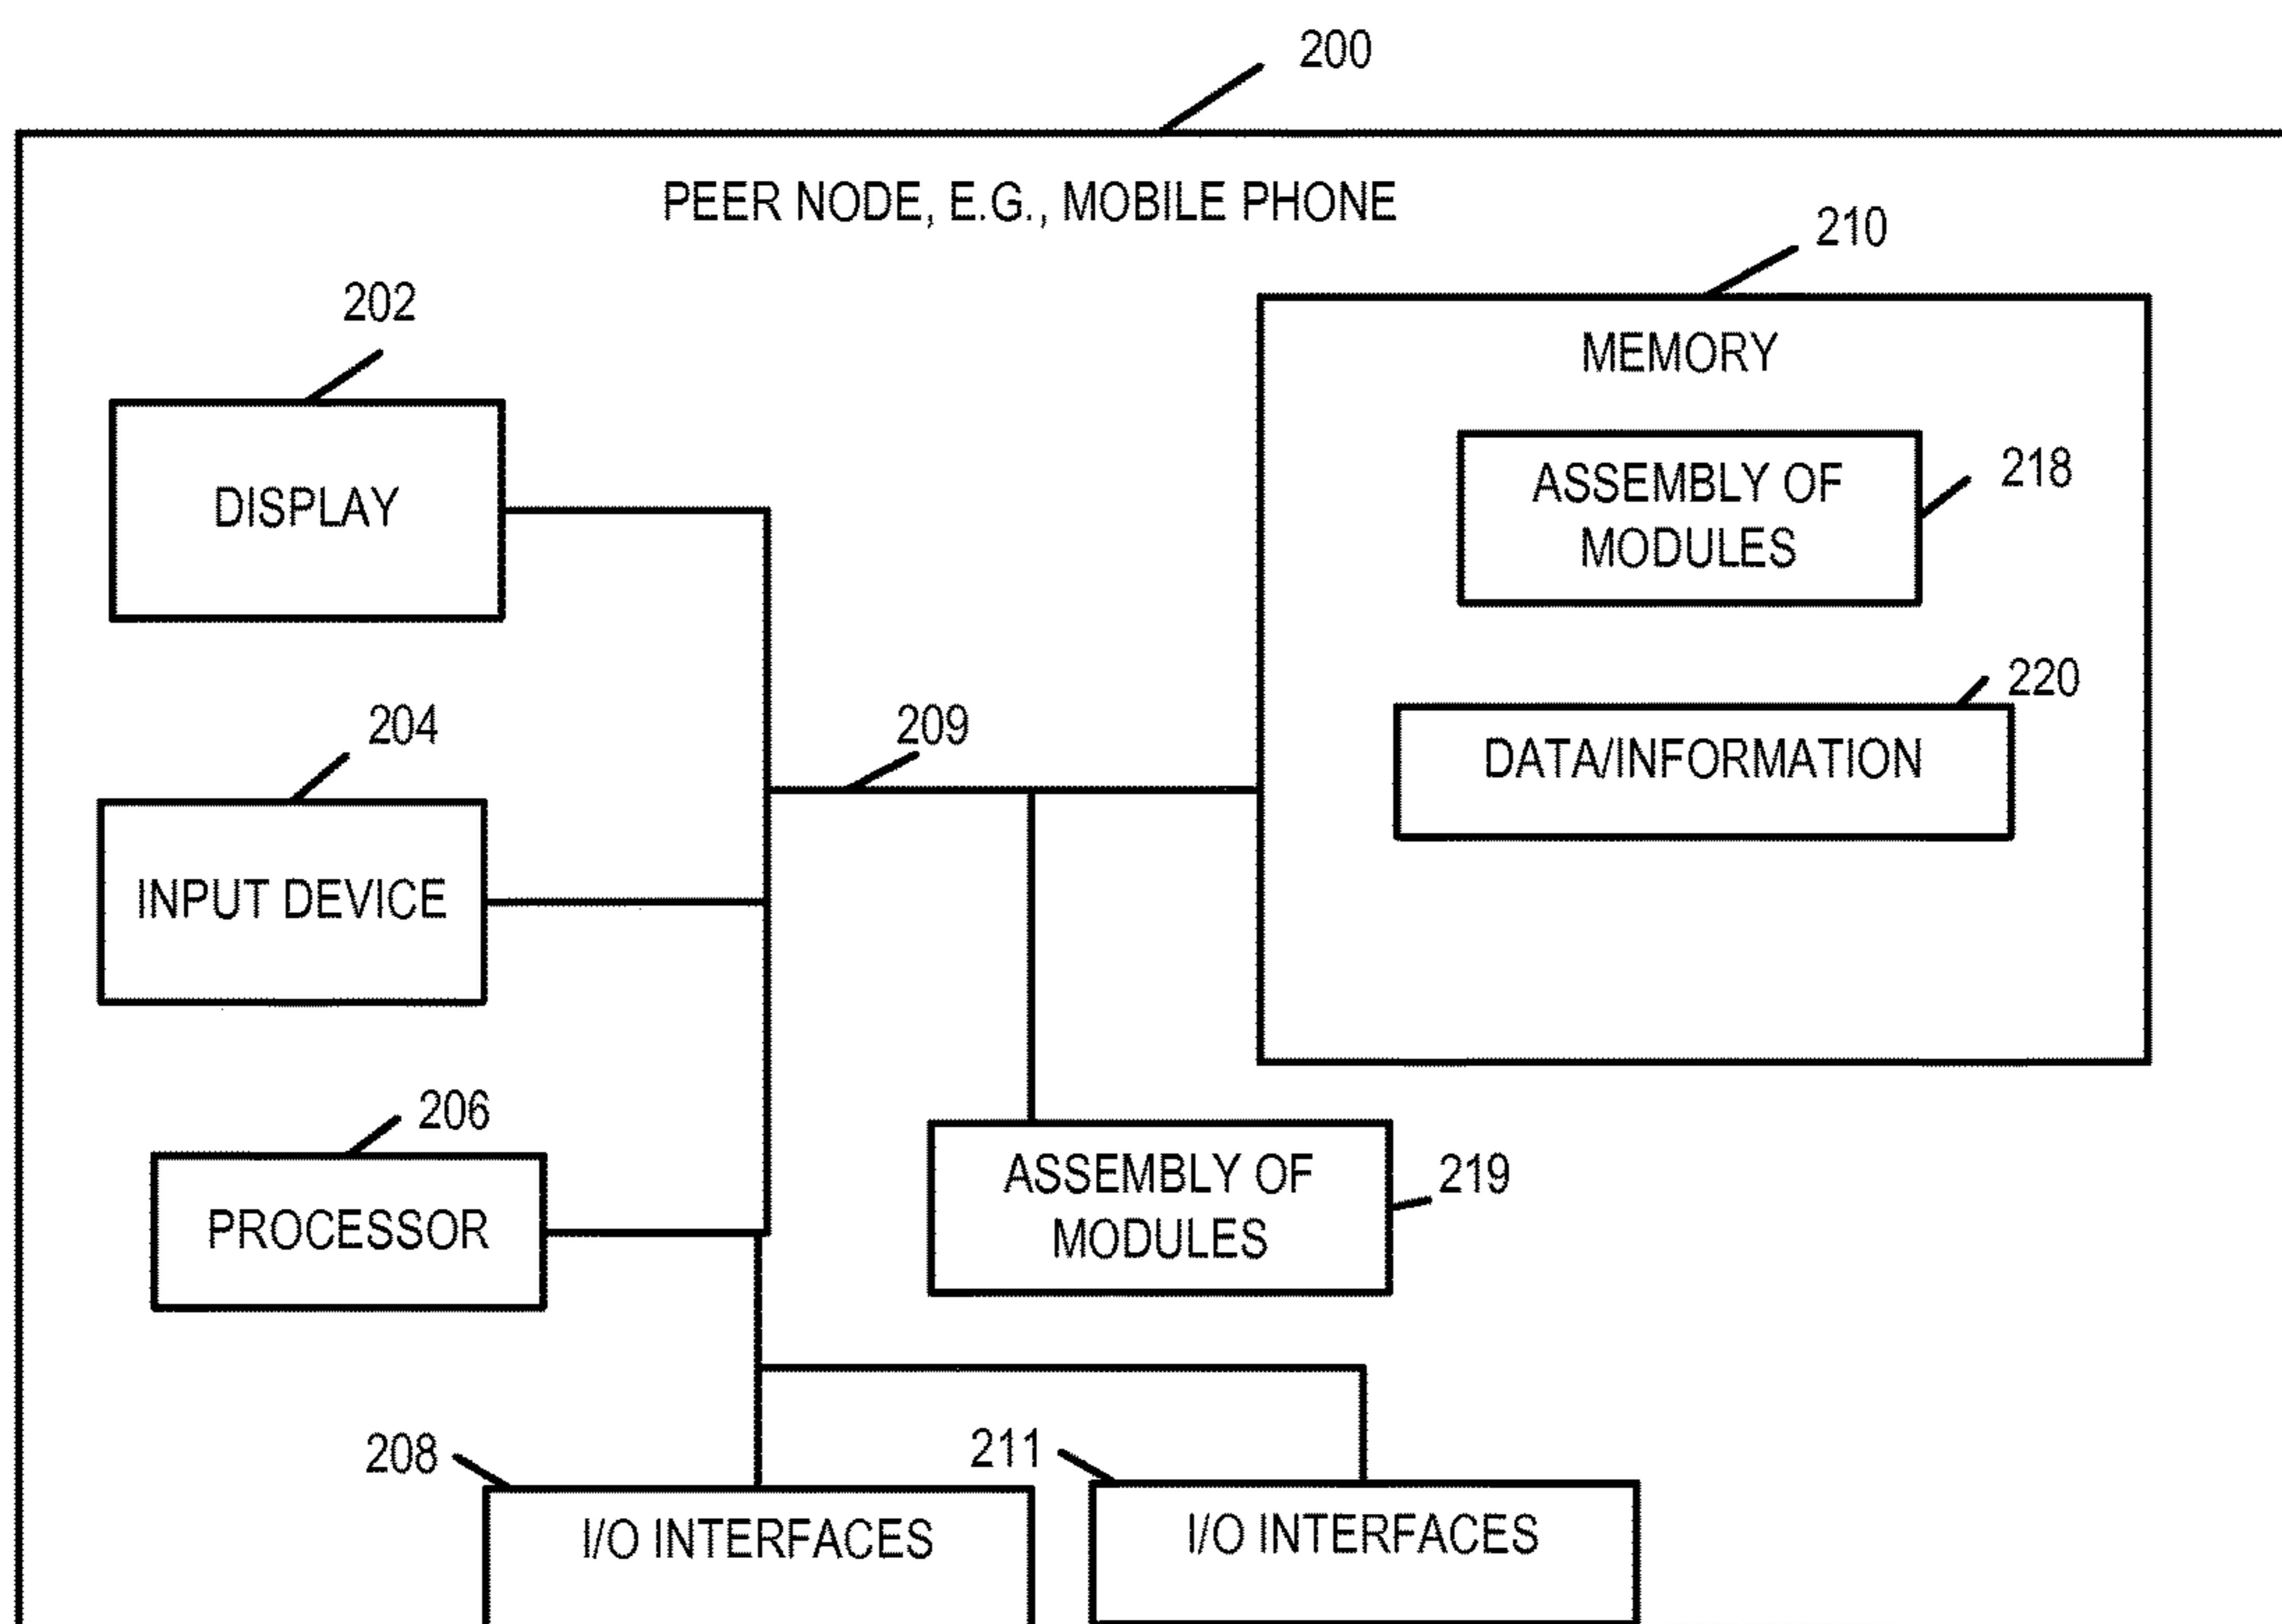 200
PEER NODE, E.G., MOBILE PHONE
210
202
MEMORY
DISPLAY
ASSEMBLY OF
MODULES
218
220
204
209
DATA/INFORMATION
INPUT DEVICE
206
PROCESSOR
ASSEMBLY OF
MODULES
219
208
211
I/O INTERFACES
I/O INTERFACES